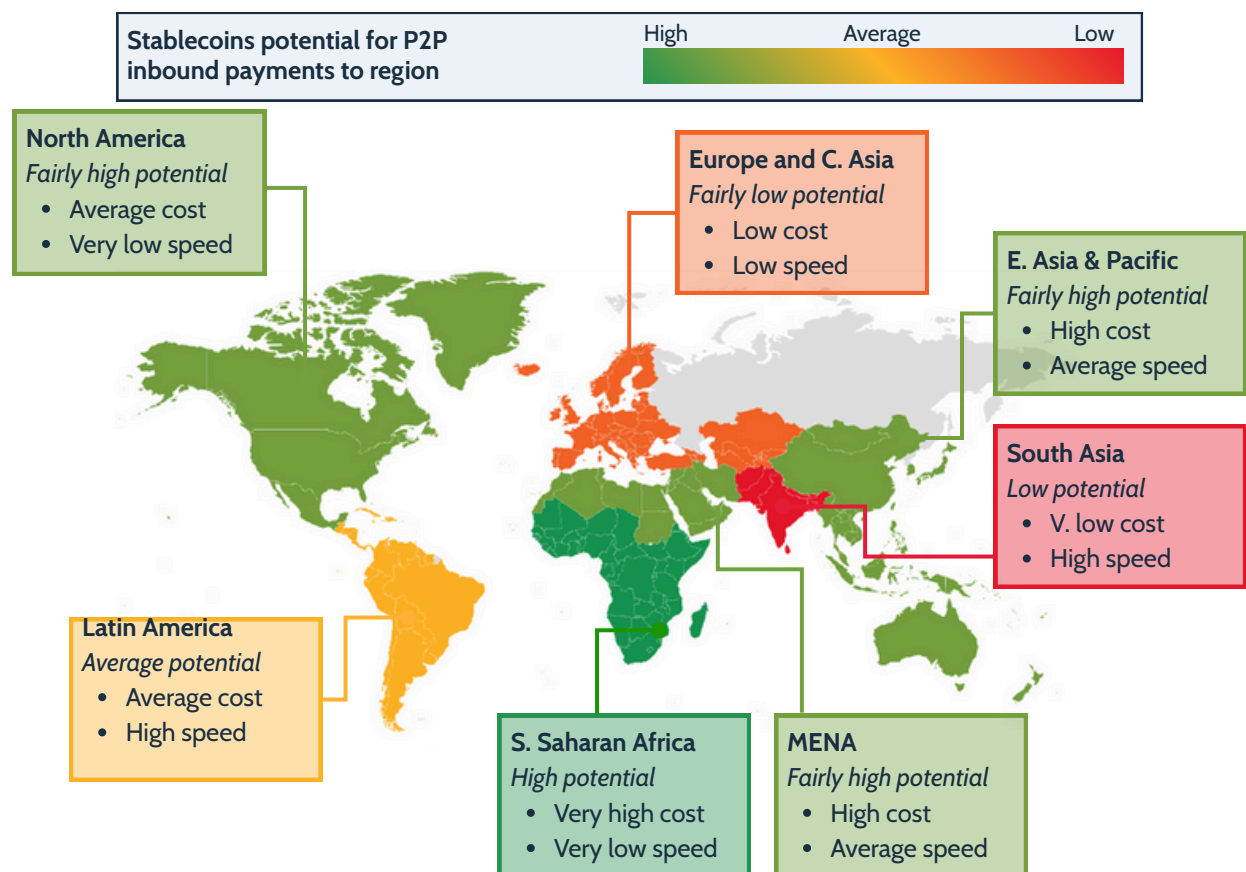 Stablecoins potential for P2P
inbound payments to region
High Average Low
North America
Fairly high potential
• Average cost
• Very low speed
Europe and C. Asia
Fairly low potential
• Low cost
• Low speed
E. Asia & Pacific
Fairly high potential
• High cost
• Average speed
South Asia
Low potential
• V. low cost
• High speed
Latin America
Average potential
• Average cost
• High speed
S. Saharan Africa
High potential
• Very high cost
• Very low speed
MENA
Fairly high potential
• High cost
• Average speed